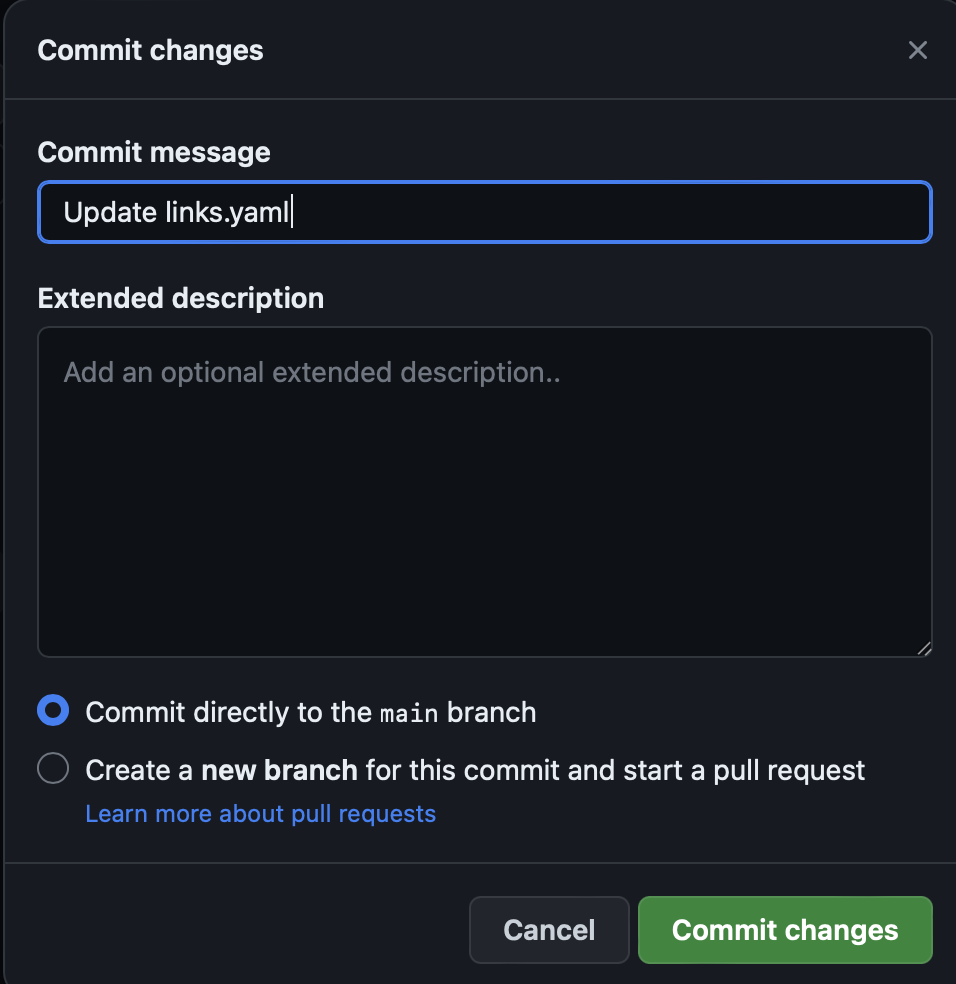 Commit changes
Commit message
Update links.yaml
Extended description
Add an optional extended description..
Commit directly to the main branch
Create a new branch for this commit and start a pull request
Learn more about pull requests
Cancel
Commit changes